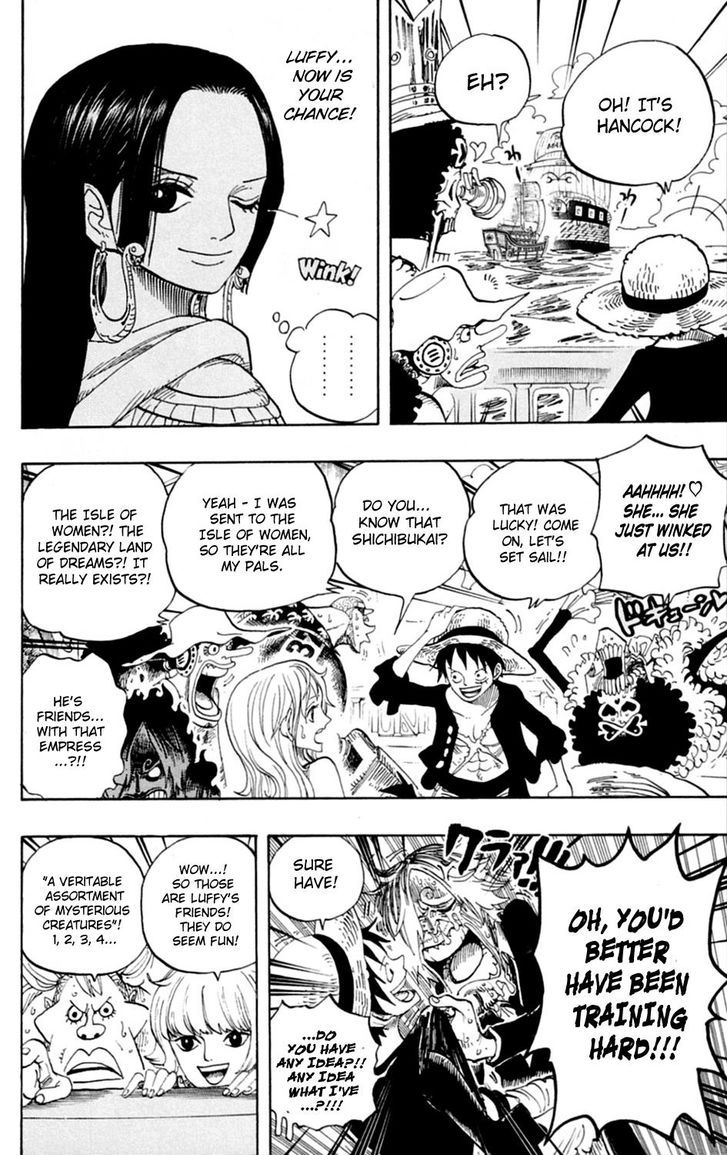 OH! IT'S
HANCOCK!
EH?
LUFFY...
NOW IS
YOUR
CHANCE!
Wink!
AAHHHH! ♡
SHE... SHE
JUST WINKED
AT US!!
THAT WAS
LUCKY! COME
ON, LET'S
SET SAIL!!
DO YOU...
KNOW THAT
SHICHIBUKAI?
YEAH - I WAS
SENT TO THE
ISLE OF WOMEN,
SO THEY'RE ALL
MY PALS.
THE ISLE OF
WOMEN?! THE
LEGENDARY LAND
OF DREAMS?! IT
REALLY EXISTS?!
HE'S
FRIENDS...
WITH THAT
EMPRESS
...?!!
OH, YOU'D
BETTER
HAVE BEEN
TRAINING
HARD!!!
クラ?!!
SURE
HAVE!
...DO
YOU HAVE
ANY IDEA?!!
ANY IDEA
WHAT I'VE
...?!!!
WOW...!
SO THOSE
ARE LUFFY'S
FRIENDS! THEY
DO SEEM FUN!
"A VERITABLE
ASSORTMENT
OF MYSTERIOUS
CREATURES"!
1, 2, 3, 4...